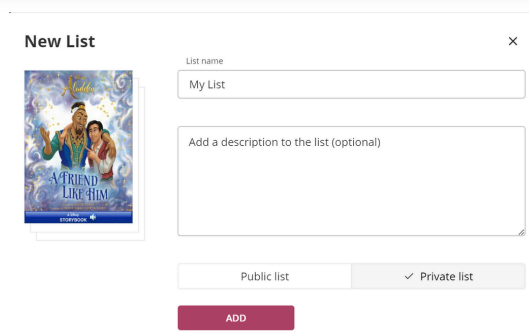 New List
List name
My List
Add a description to the list (optional)
Aladdin
A FRIEND
LIKE HIM
STORYBOOK
Public list
Private list
ADD